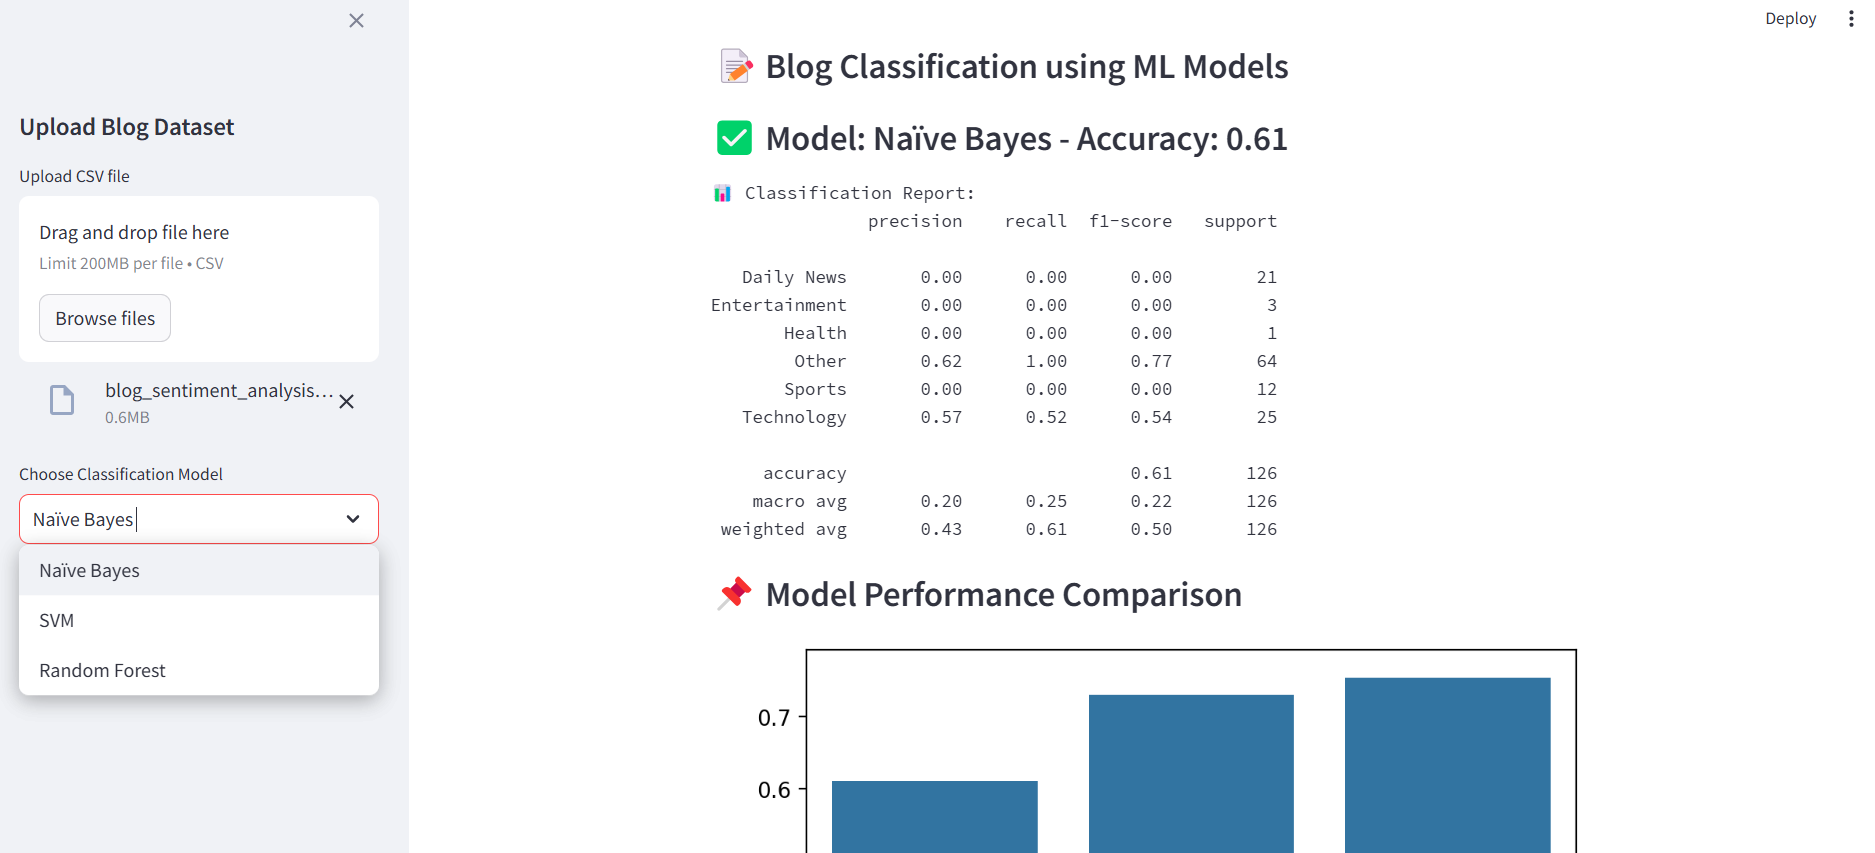 Deploy
Upload Blog Dataset
Upload CSV file
Drag and drop file here
Limit 200MB per file • CSV
Browse files
blog_sentiment_analysis...
0.6MB
Choose Classification Model
Naïve Bayes
Naïve Bayes
SVM
Random Forest
Blog Classification using ML Models
Model: Naïve Bayes - Accuracy: 0.61
Classification Report:
precision recall f1-score support
Daily News 0.00 0.00 0.00 21
Entertainment 0.00 0.00 0.00 3
Health 0.00 0.00 0.00 1
Other 0.62 1.00 0.77 64
Sports 0.00 0.00 0.00 12
Technology 0.57 0.52 0.54 25
accuracy 0.61 126
macro avg 0.20 0.25 0.22 126
weighted avg 0.43 0.61 0.50 126
Model Performance Comparison
0.7
0.6